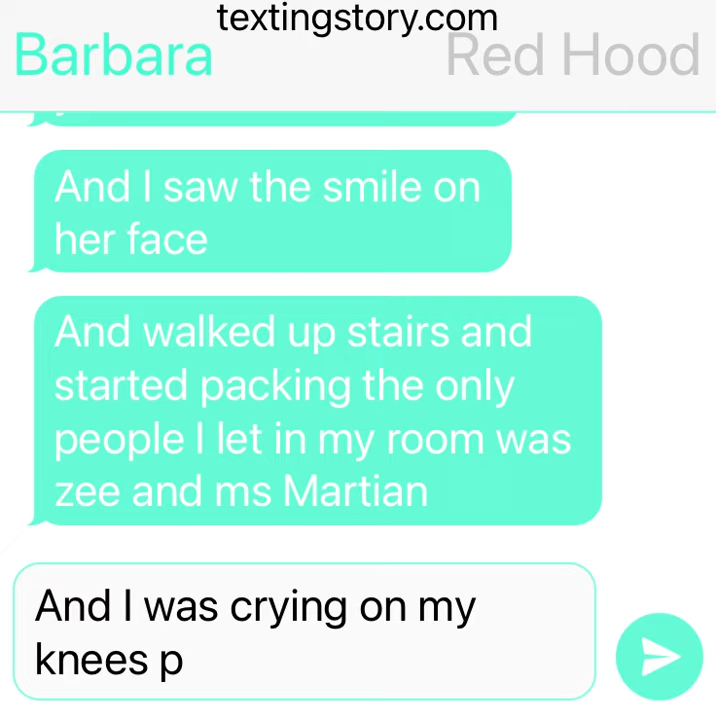 textingstory.com
Barbara Red Hood
And I saw the smile on
her face
And walked up stairs and
started packing the only
people I let in my room was
zee and ms Martian
And I was crying on my
knees p